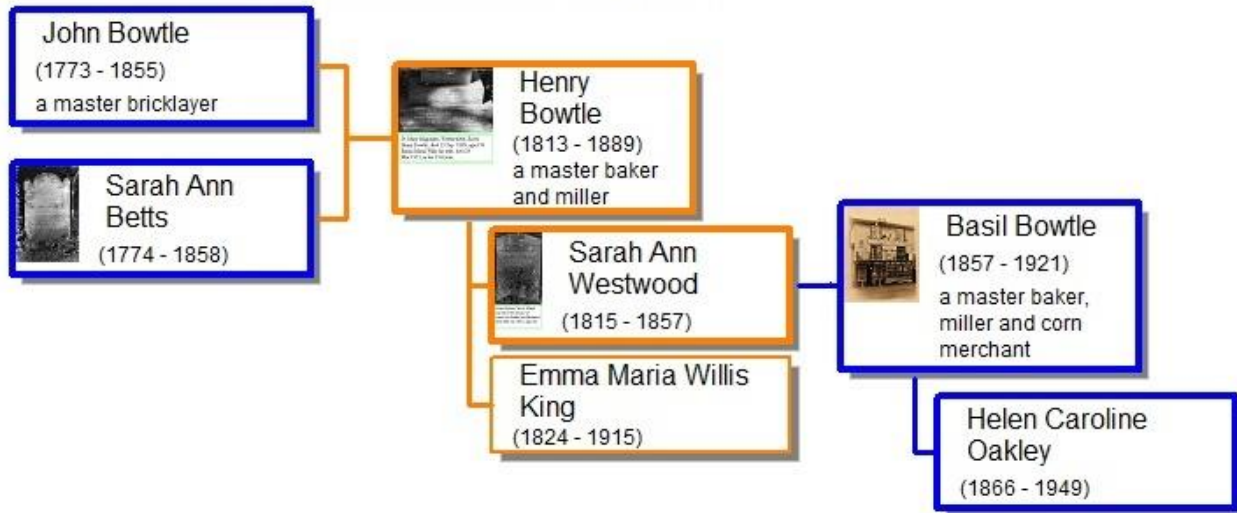 John Bowtle
(1773 - 1855)
a master bricklayer
Sarah Ann
Betts
(1774 - 1858)
Henry
Bowtle
(1813 - 1889)
a master baker
and miller
Sarah Ann
Westwood
(1815 - 1857)
Emma Maria Willis
King
(1824 - 1915)
Basil Bowtle
(1857 - 1921)
a master baker,
miller and corn
merchant
Helen Caroline
Oakley
(1866 - 1949)